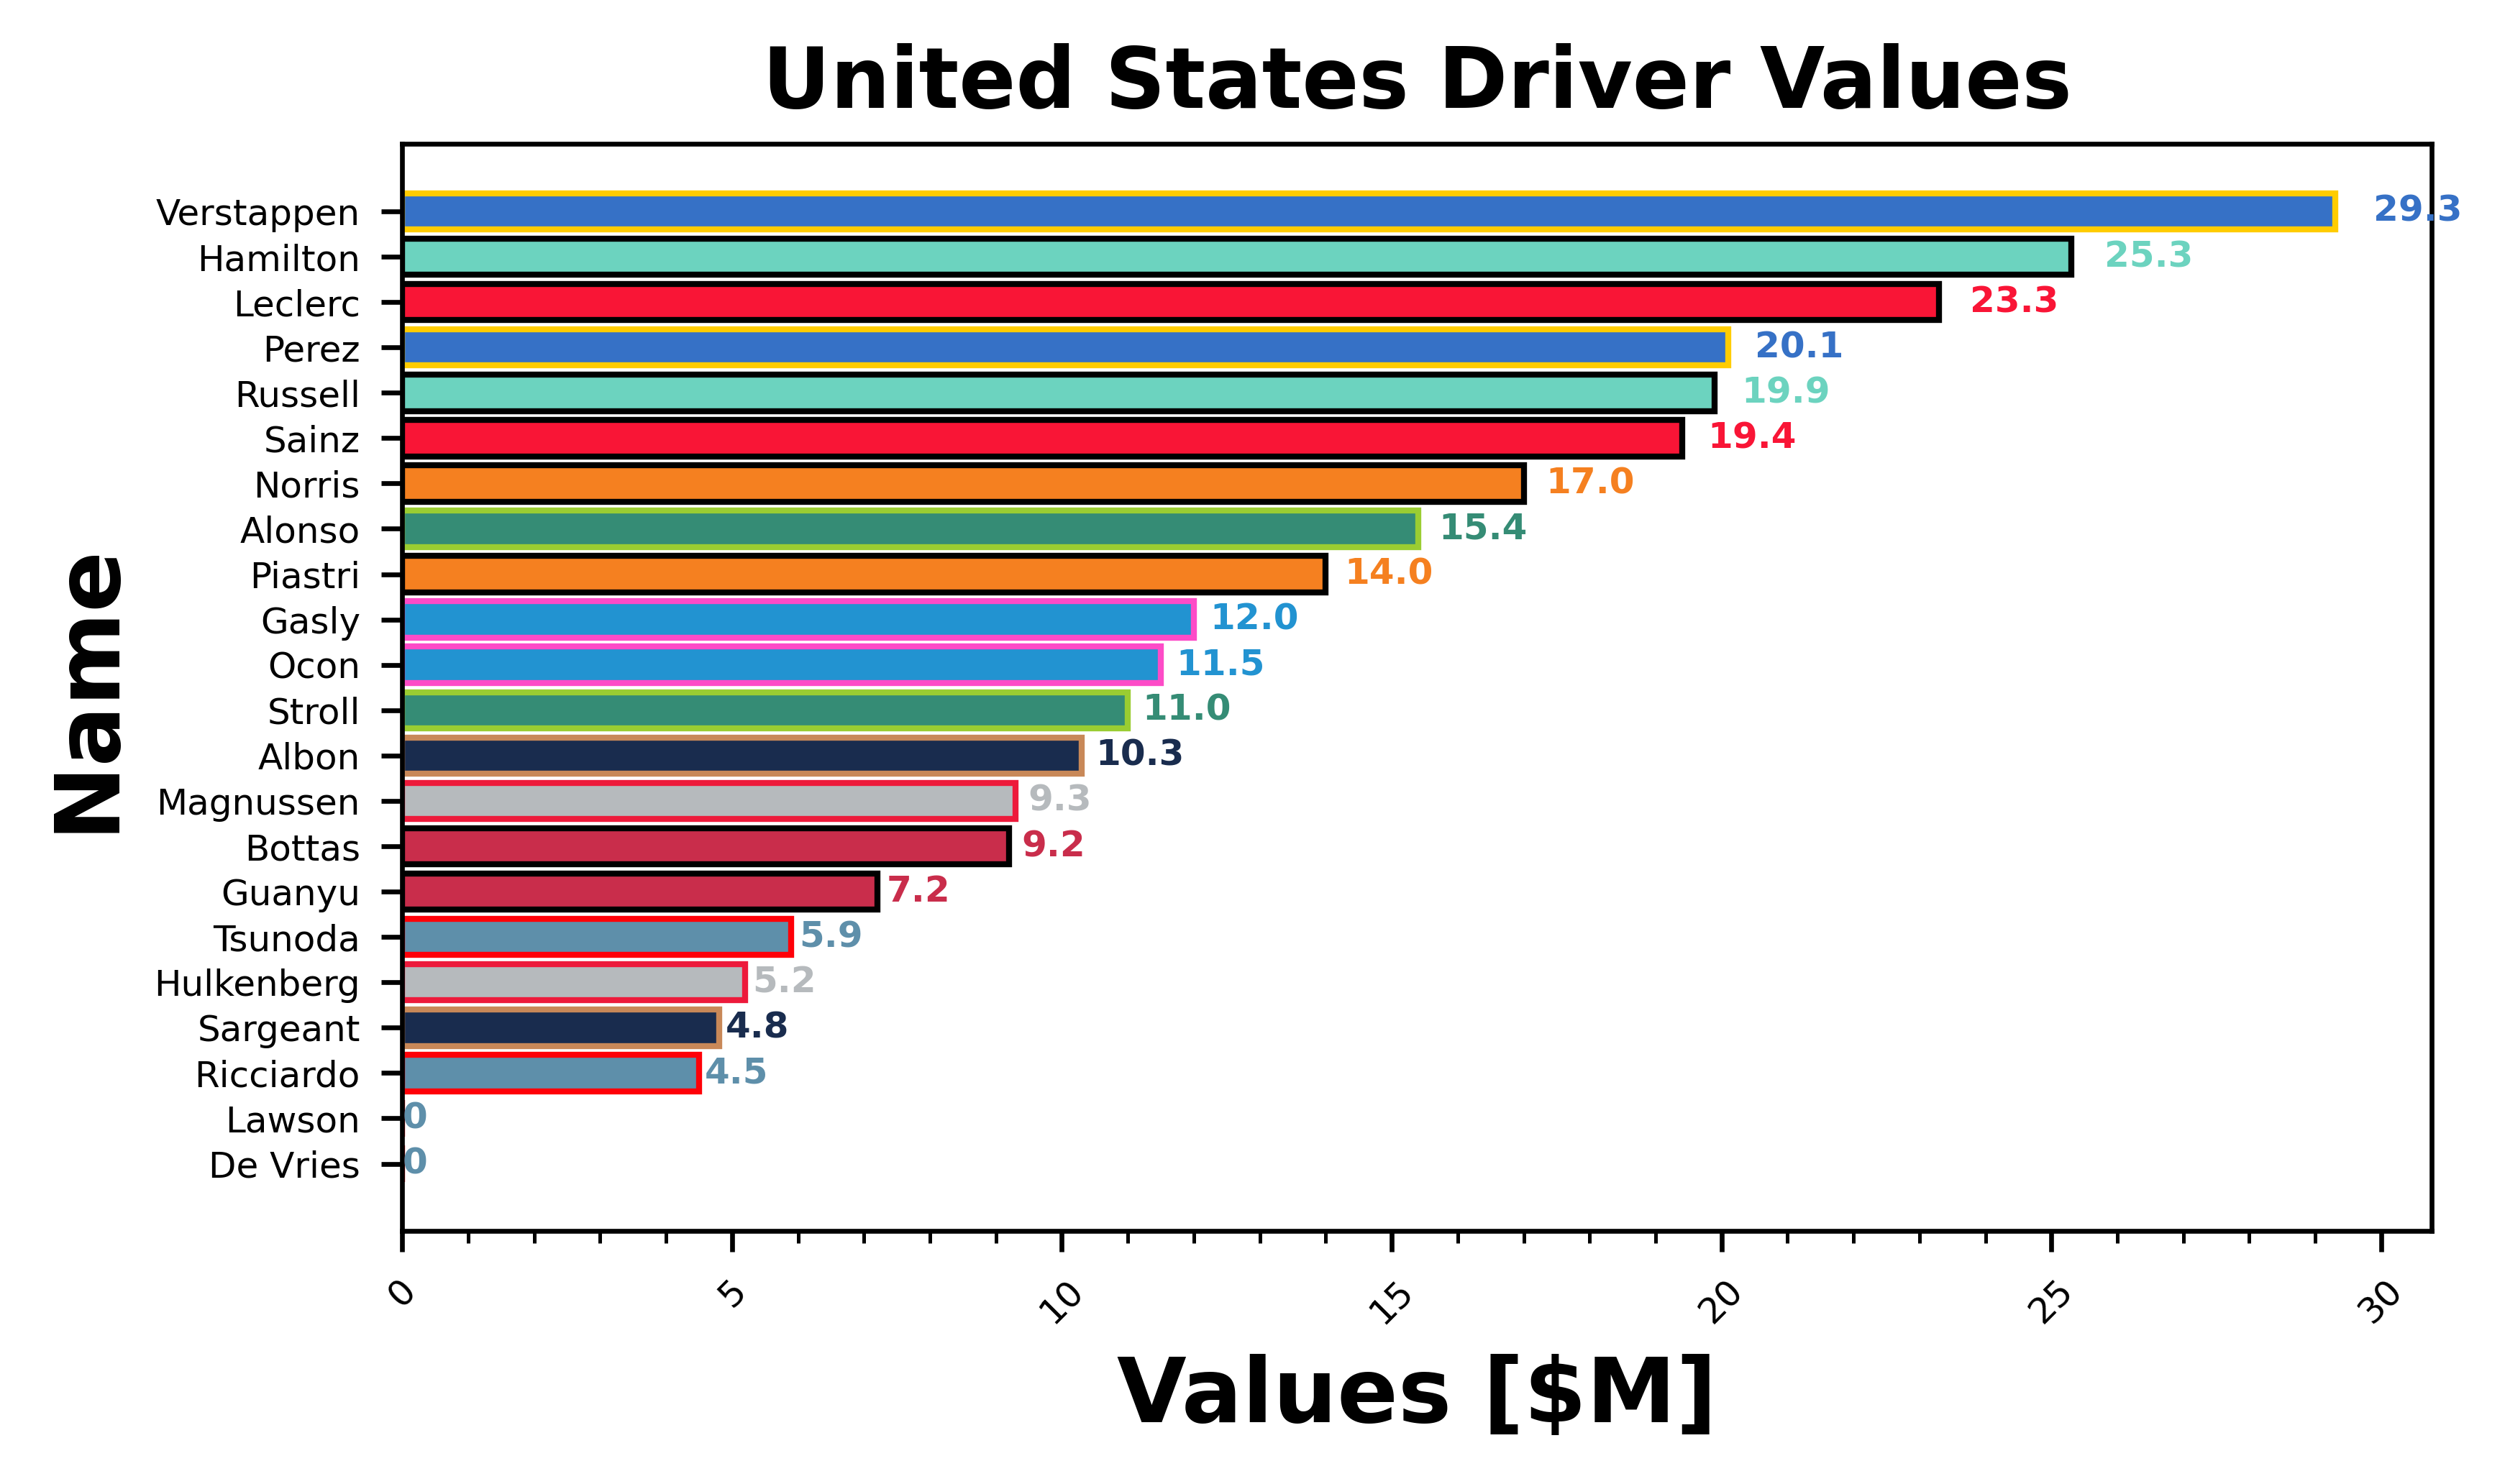 United States Driver Values
Name
Verstappen 29.3
Hamilton 25.3
Leclerc 23.3
Perez 20.1
Russell 19.9
Sainz 19.4
Norris 17.0
Alonso 15.4
Piastri 14.0
Gasly 12.0
Ocon 11.5
Stroll 11.0
Albon 10.3
Magnussen 9.3
Bottas 9.2
Guanyu 7.2
Tsunoda 5.9
Hulkenberg 5.2
Sargeant 4.8
Ricciardo 4.5
Lawson 0
De Vries 0
0 5 10 15 20 25 30
Values [$M]